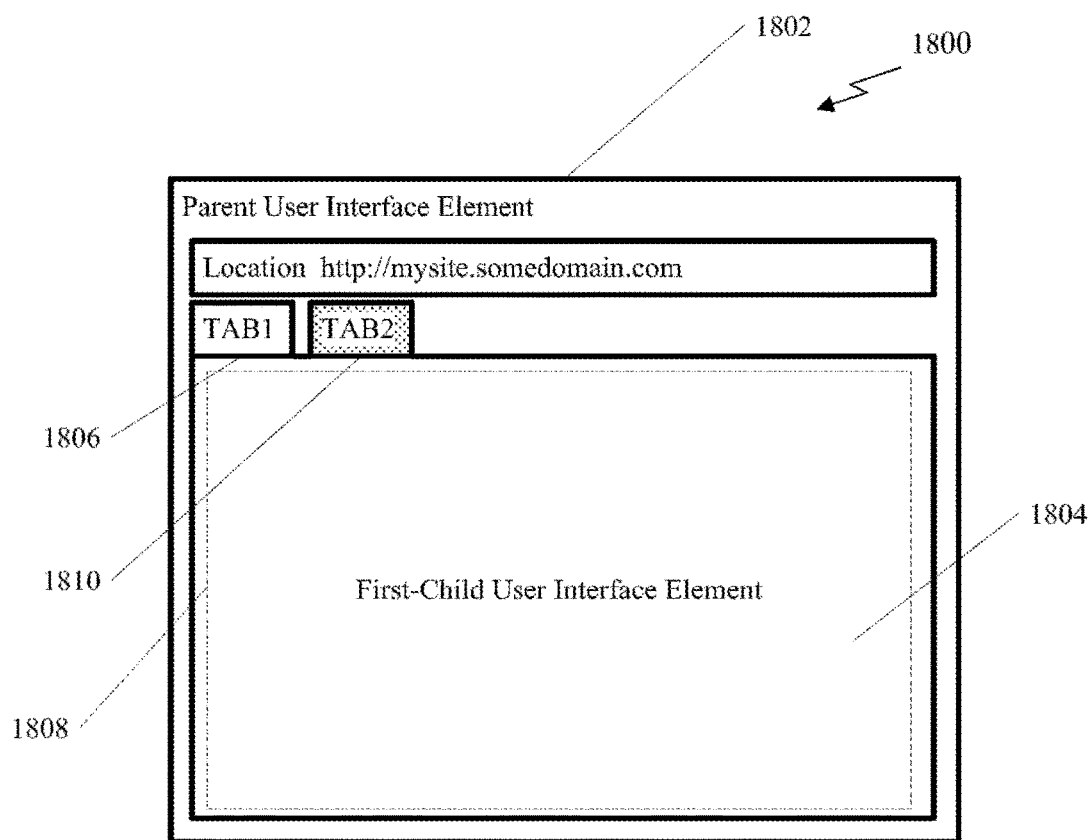 1802
1800
Parent User Interface Element
Location http://mysite.somedomain.com
TAB1 TAB2
1806
1804
1810
First-Child User Interface Element
1808